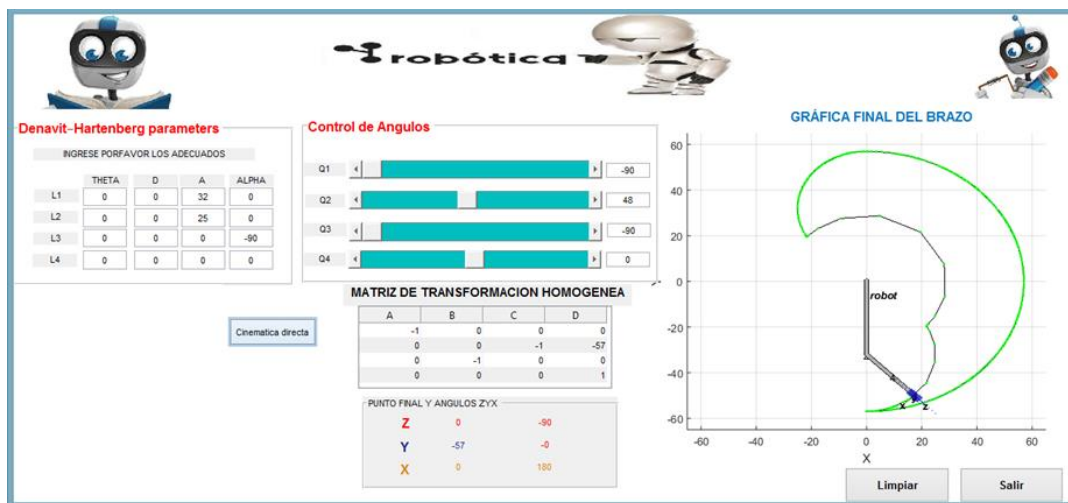 robótica
Denavit-Hartenberg parameters
INGRESE PORFAVOR LOS ADECUADOS
THETA D A ALPHA
L1 0 0 32 0
L2 0 0 25 0
L3 0 0 0 -90
L4 0 0 0 0
Control de Angulos
Q1 -90
Q2 48
Q3 -90
Q4 0
Cinematica directa
MATRIZ DE TRANSFORMACION HOMOGENEA
A B C D
-1 0 0 0
0 0 -1 -57
0 -1 0 0
0 0 0 1
PUNTO FINAL Y ANGULOS ZYX
Z 0 -90
Y -57 -0
X 0 180
GRÁFICA FINAL DEL BRAZO
60
40
20
0
-20
-40
-60
robot
x z
-60 -40 -20 0 20 40 60
X
Limpiar Salir